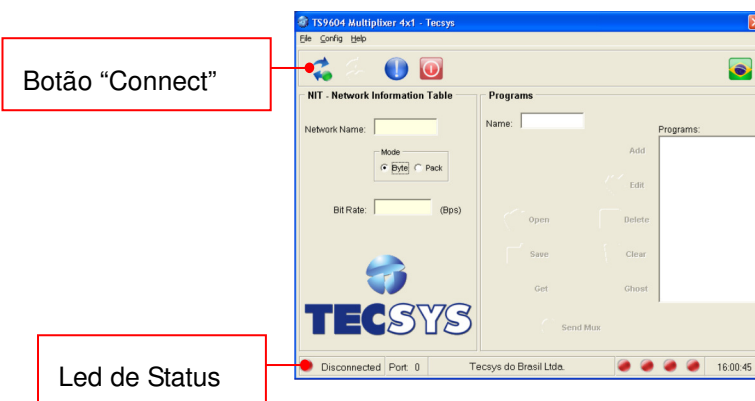 TS9604 Multiplixer 4x1 - Tecsys
File Config Help
Botão “Connect”
NIT - Network Information Table
Programs
Network Name:
Name:
Programs:
Mode
Byte Pack
Add
Edit
Bit Rate: (Bps)
Open Delete
Save Clear
Get Ghost
TECSYS
Send Mux
Led de Status
Disconnected Port: 0 Tecsys do Brasil Ltda. 16:00:45